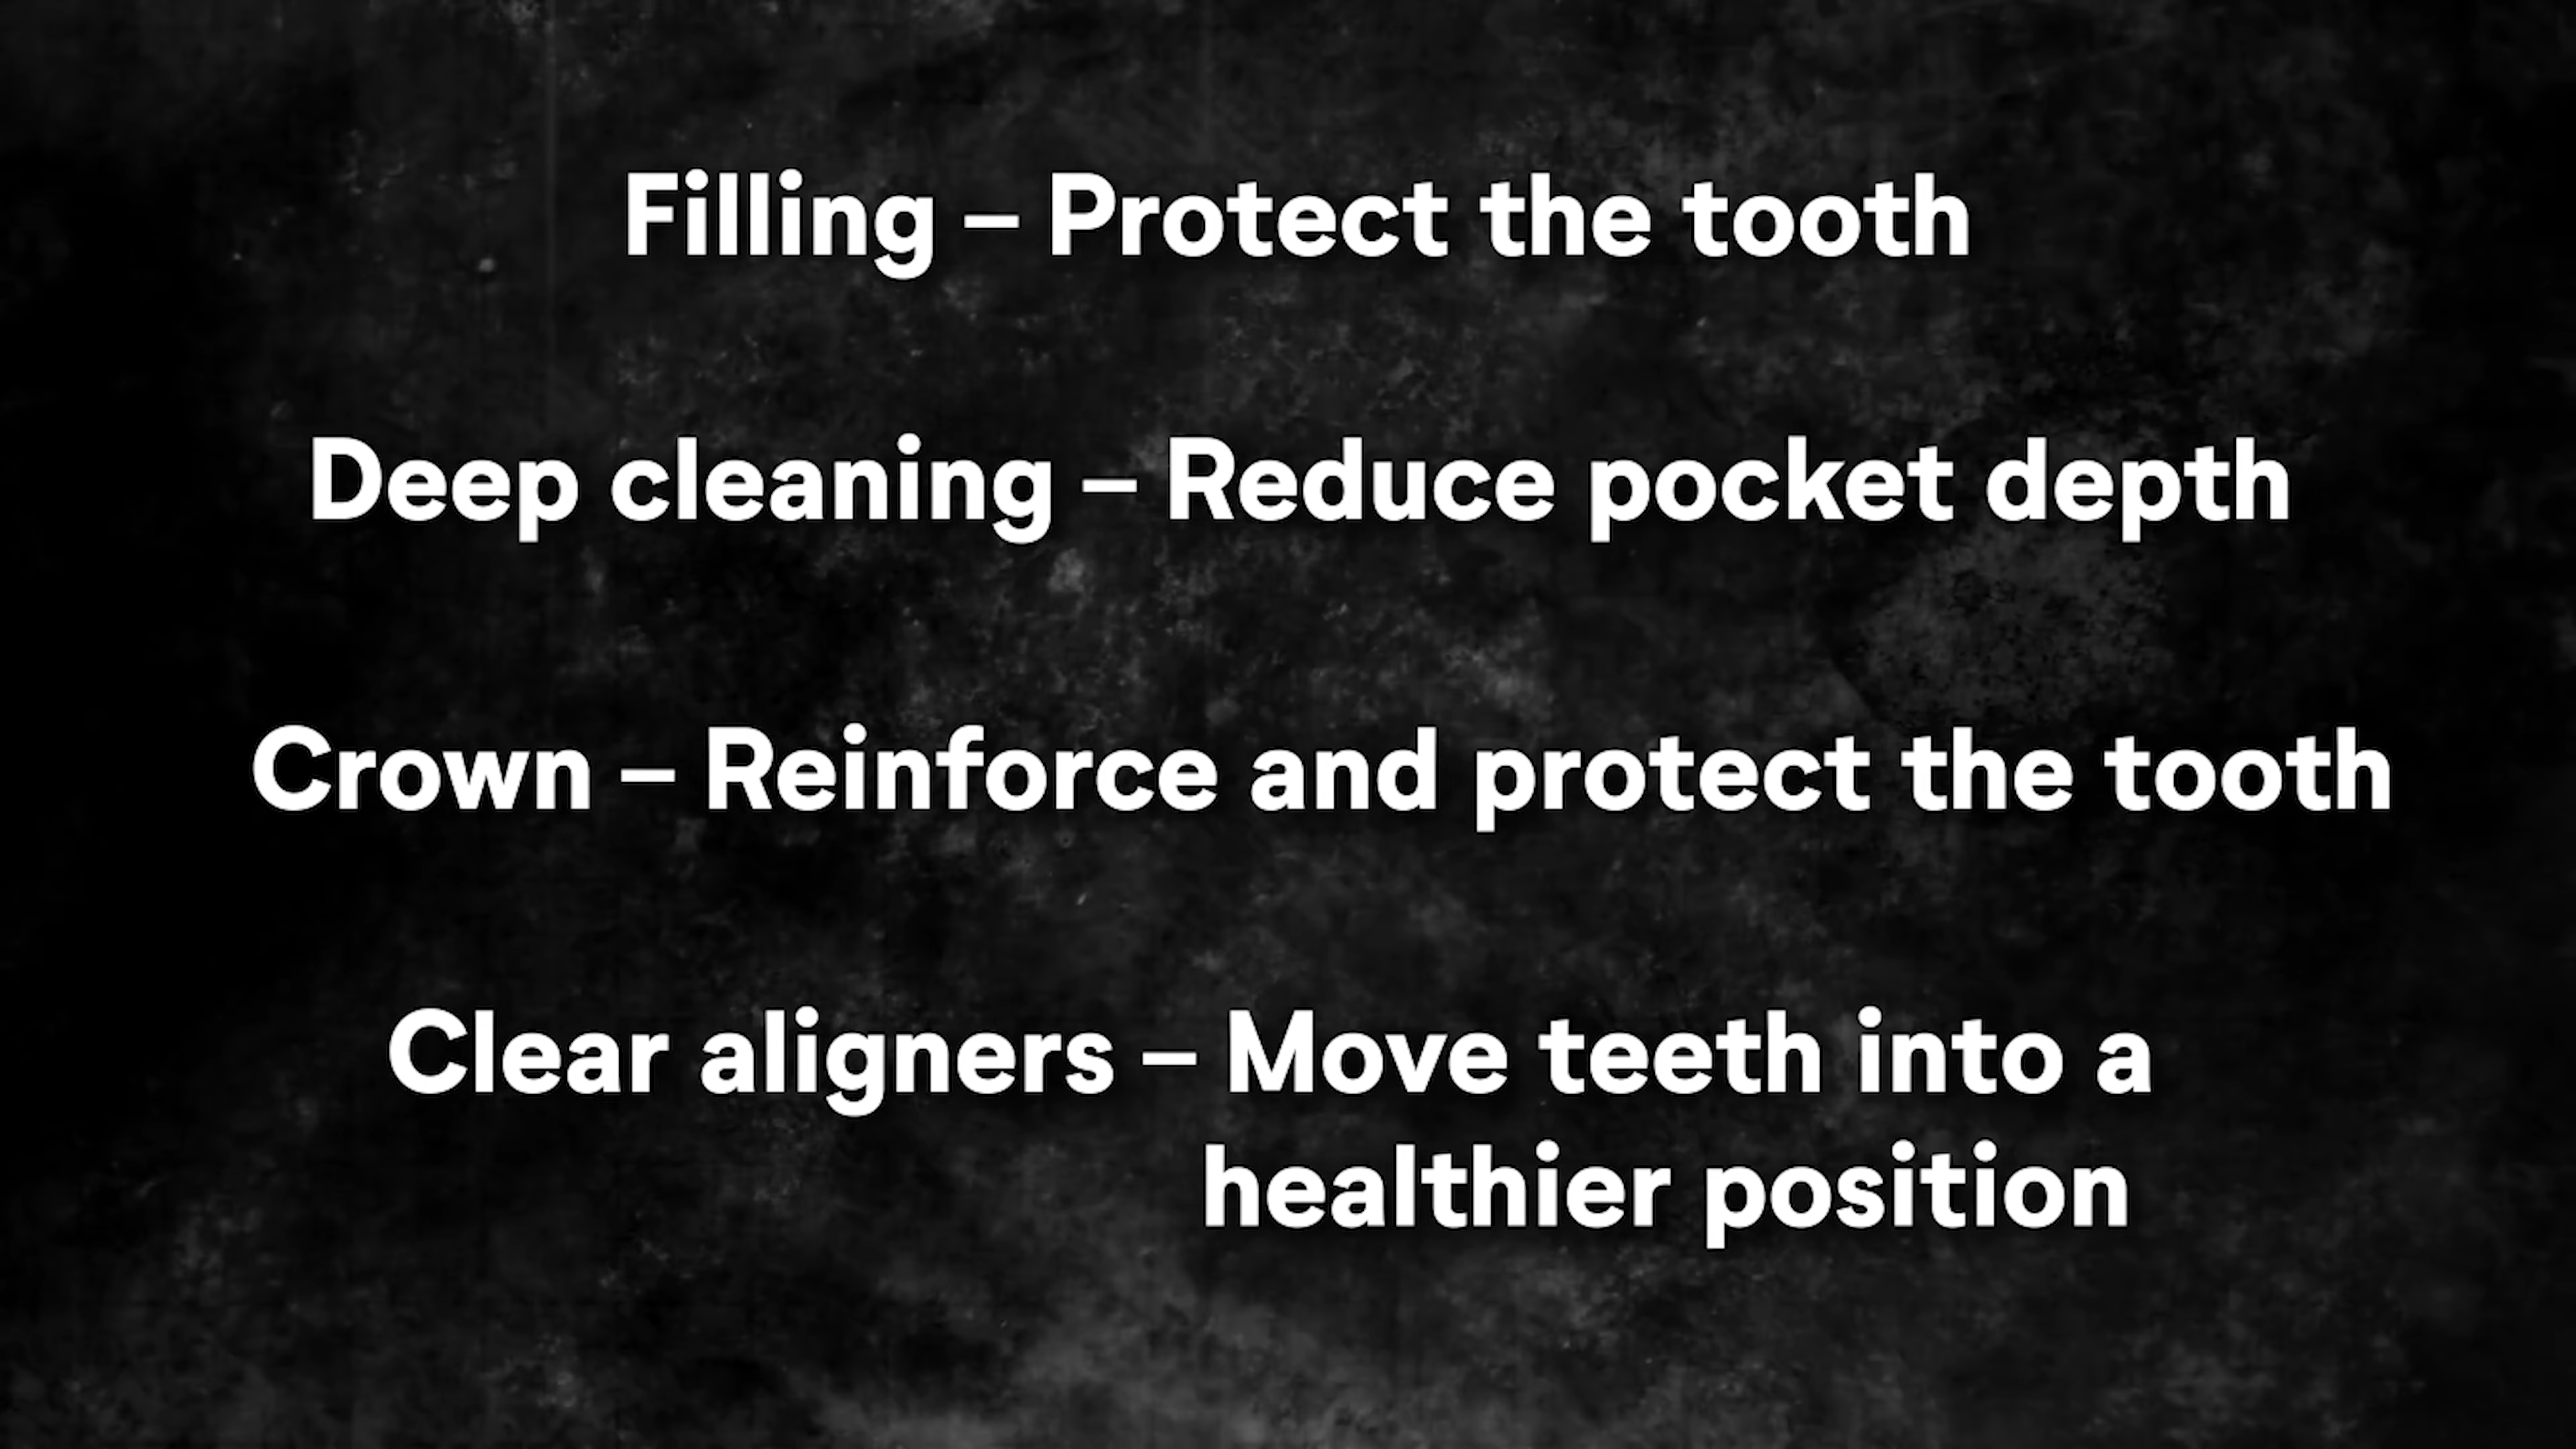 Filling – Protect the tooth
Deep cleaning – Reduce pocket depth
Crown – Reinforce and protect the tooth
Clear aligners – Move teeth into a
healthier position